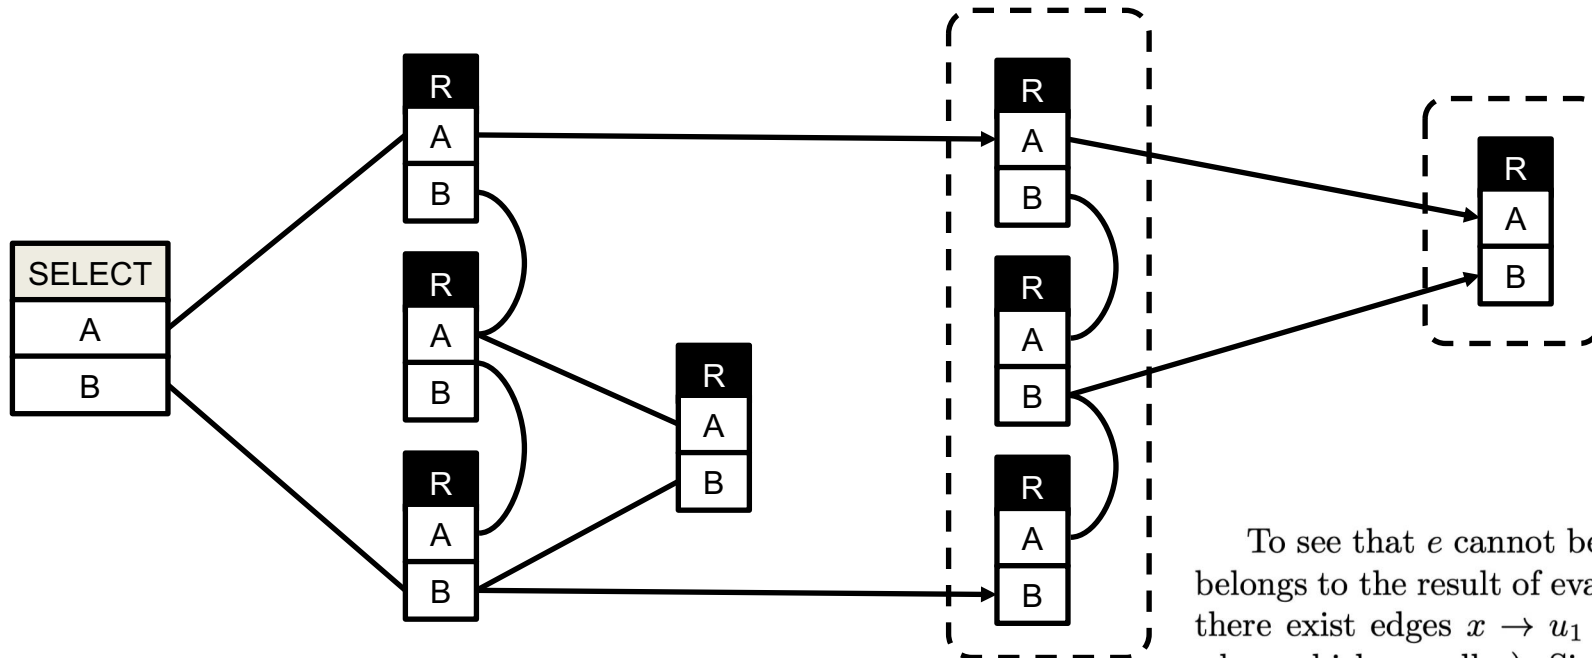 SELECT
A
B
R
A
B
R
A
B
R
A
B
R
A
B
R
A
B
R
A
B
R
A
B
R
A
B
To see that e cannot be
belongs to the result of eva
there exist edges x → u₁